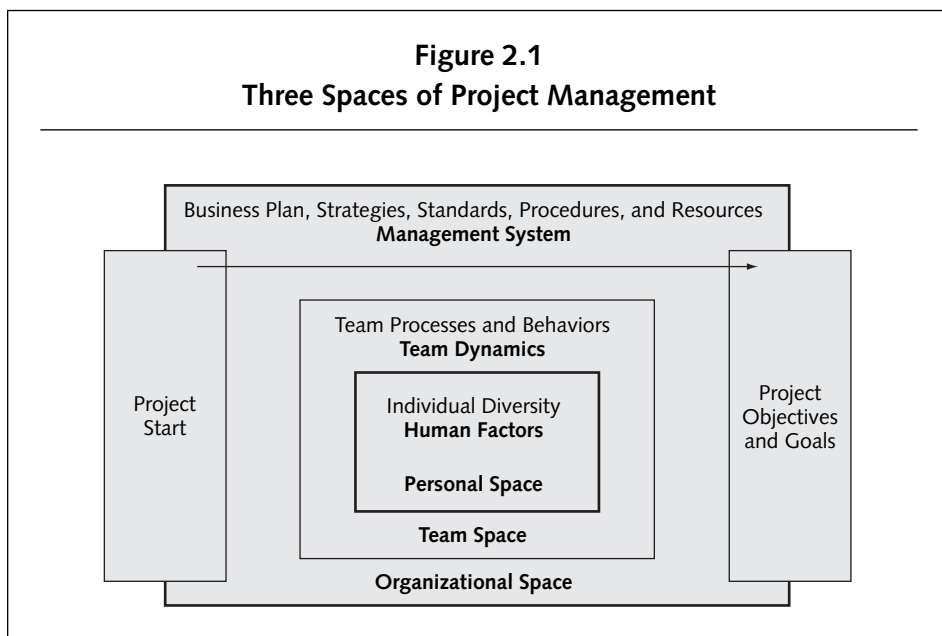 Figure 2.1
Three Spaces of Project Management
Business Plan, Strategies, Standards, Procedures, and Resources
Management System
Team Processes and Behaviors
Team Dynamics
Individual Diversity
Human Factors
Personal Space
Team Space
Organizational Space
Project
Start
Project
Objectives
and Goals